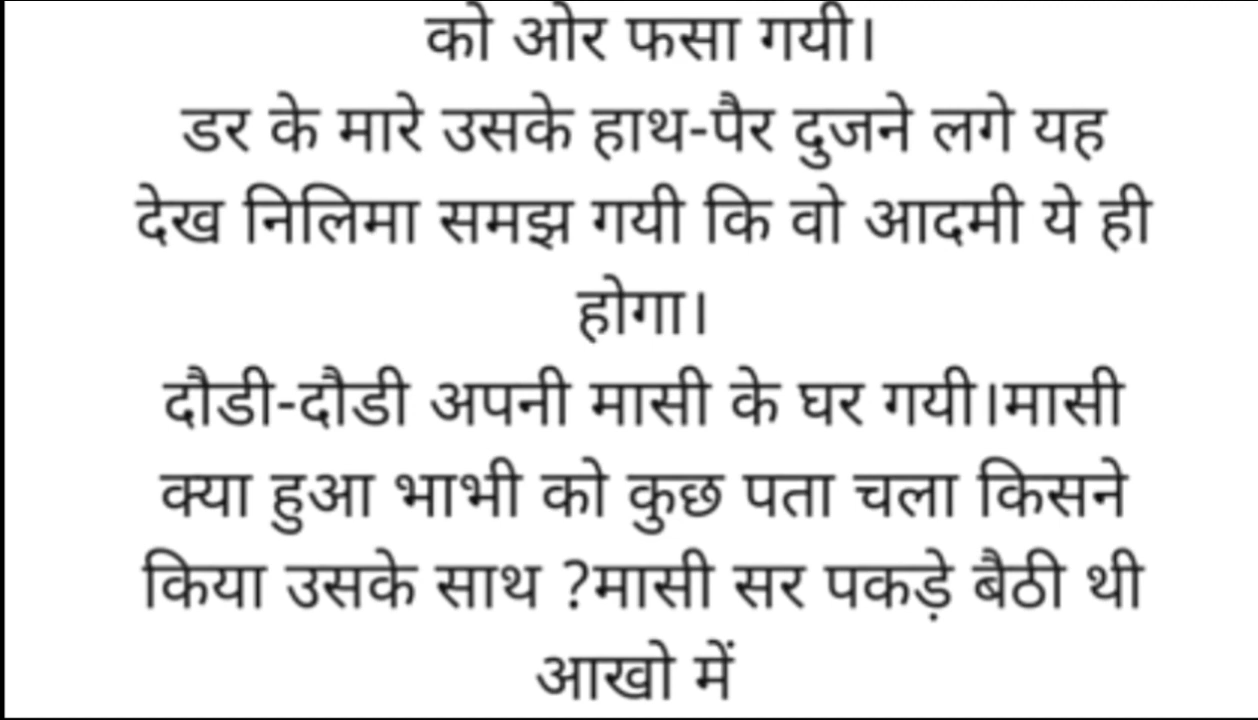 को ओर फसा गयी।
डर के मारे उसके हाथ-पैर दुजने लगे यह
देख निलिमा समझ गयी कि वो आदमी ये ही
होगा।
दौडी-दौडी अपनी मासी के घर गयी।मासी
क्या हुआ भाभी को कुछ पता चला किसने
किया उसके साथ ?मासी सर पकड़े बैठी थी
आखो में